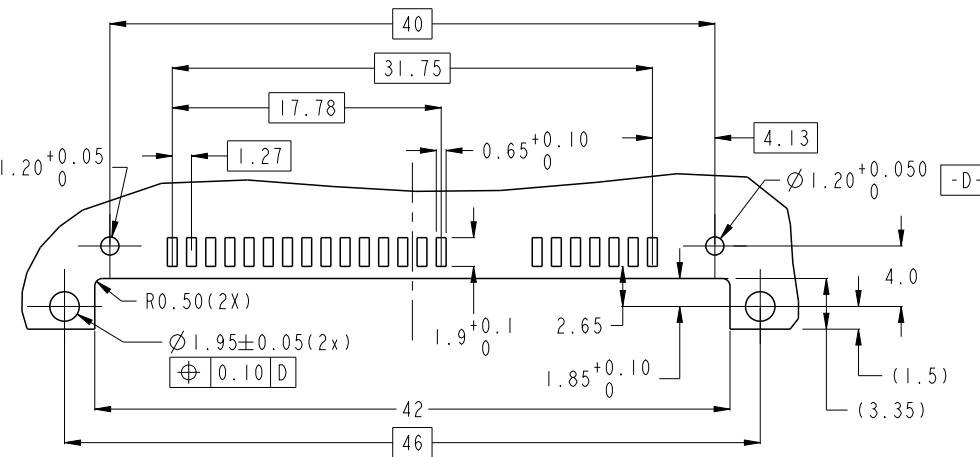 40
31.75
17.78
1.27
0.65 +0.10 0
4.13
1.20 +0.05 0
Ø1.20 +0.050 0
-D-
4.0
R0.50(2X)
Ø1.95±0.05(2x)
⌖ 0.10 D
1.9 +0.1 0
2.65
1.85 +0.10 0
(1.5)
(3.35)
42
46